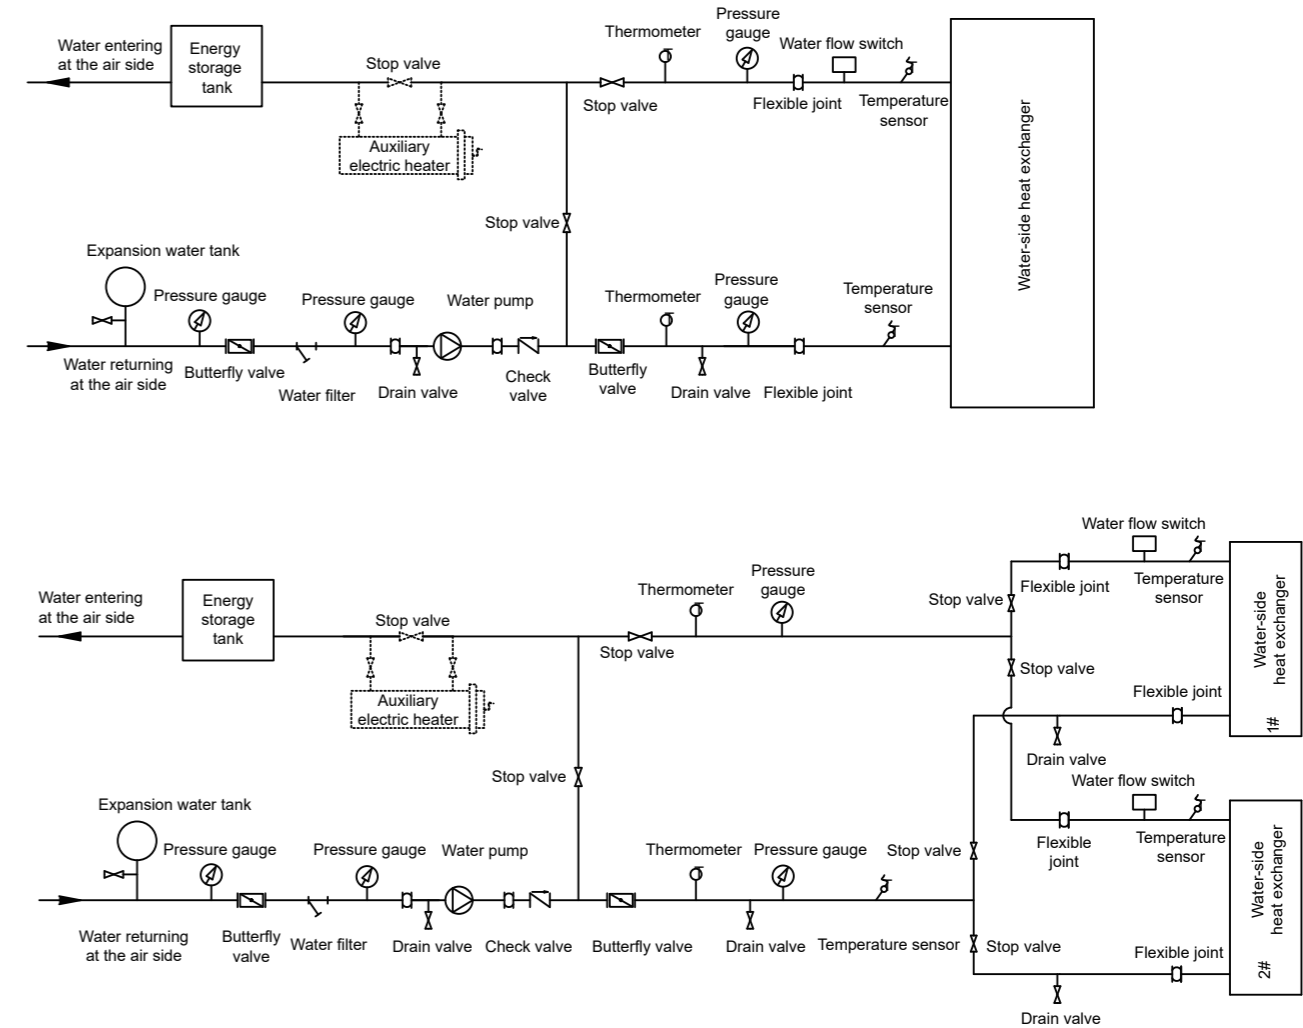 Pressure
gauge
Thermometer
Water entering
at the air side
Energy
storage
tank
Water flow switch
Stop valve
Stop valve
Flexible joint
Temperature
sensor
Auxiliary
electric heater
Water-side heat exchanger
Stop valve
Expansion water tank
Pressure gauge
Pressure gauge
Water pump
Thermometer
Pressure
gauge
Temperature
sensor
Water returning
at the air side
Butterfly valve
Water filter
Drain valve
Check
valve
Butterfly
valve
Drain valve
Flexible joint
Water flow switch
Water entering
at the air side
Energy
storage
tank
Stop valve
Thermometer
Pressure
gauge
Stop valve
Flexible joint
Temperature
sensor
Water-side
heat exchanger
1#
Stop valve
Stop valve
Auxiliary
electric heater
Flexible joint
Drain valve
Stop valve
Water flow switch
Expansion water tank
Pressure gauge
Pressure gauge
Water pump
Thermometer
Pressure gauge
Stop valve
Flexible
joint
Temperature
sensor
Water-side
heat exchanger
2#
Water returning
at the air side
Butterfly
valve
Water filter
Drain valve
Check valve
Butterfly valve
Drain valve
Temperature sensor
Stop valve
Flexible joint
Drain valve